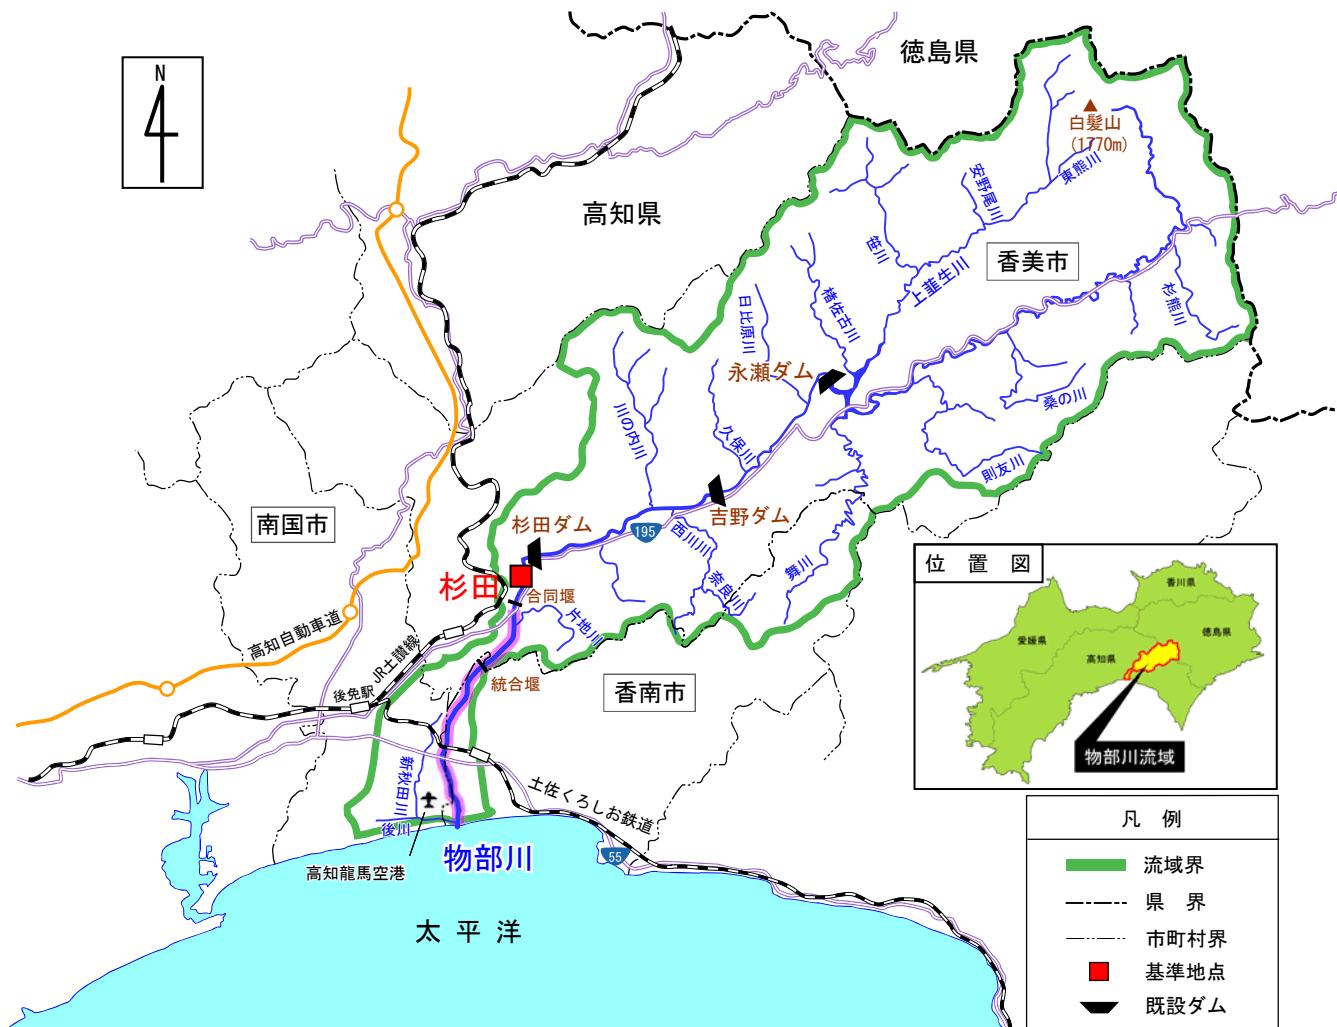 N
徳島県
白髪山
(1770m)
東熊川
安野尾川
高知県
笹川
香美市
上韮生川
楮佐古川
日比原川
杉熊川
永瀬ダム
桑の川
川の内川
久保川
則友川
南国市
杉田ダム
吉野ダム
195
西川川
舞川
杉田
奈良川
合同堰
片地川
高知自動車道
JR土讃線
統合堰
香南市
後免駅
新秋田川
土佐くろしお鉄道
後川
55
物部川
高知龍馬空港
太平洋
位置図
香川県
愛媛県
徳島県
高知県
物部川流域
凡例
流域界
県界
市町村界
基準地点
既設ダム